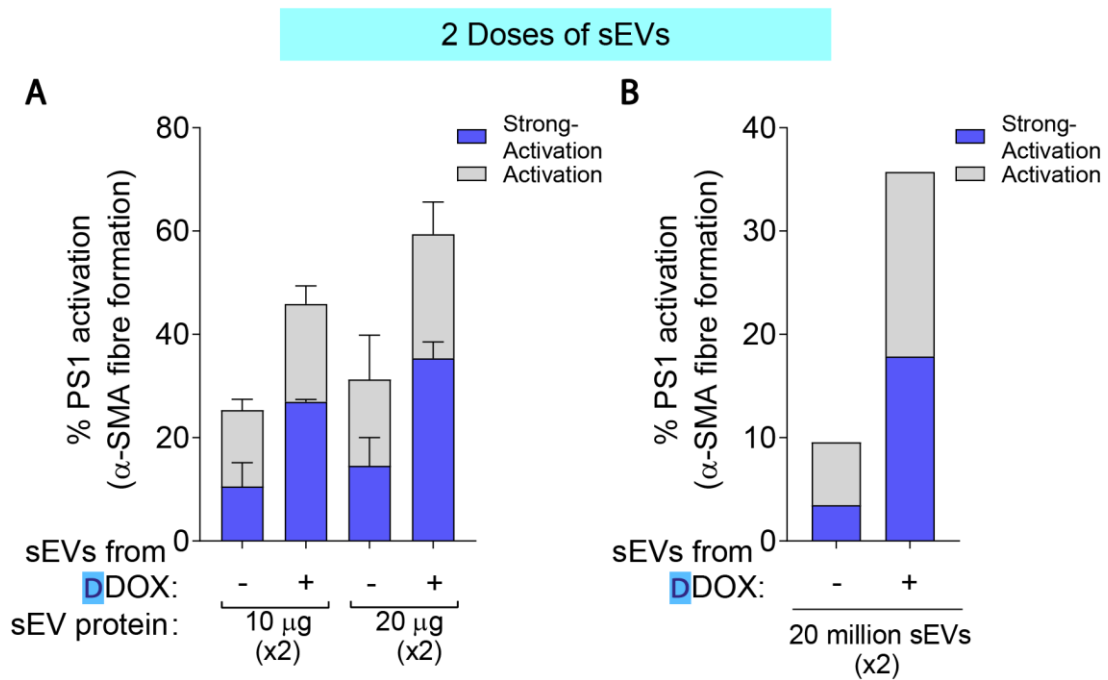 2 Doses of sEVs
A
% PS1 activation
(α-SMA fibre formation)
80
60
40
20
0
Strong-
Activation
Activation
sEVs from
DDOX: - + - +
sEV protein: 10 μg 20 μg
(x2) (x2)
B
% PS1 activation
(α-SMA fibre formation)
40
30
20
10
0
Strong-
Activation
Activation
sEVs from
DDOX: - +
20 million sEVs
(x2)